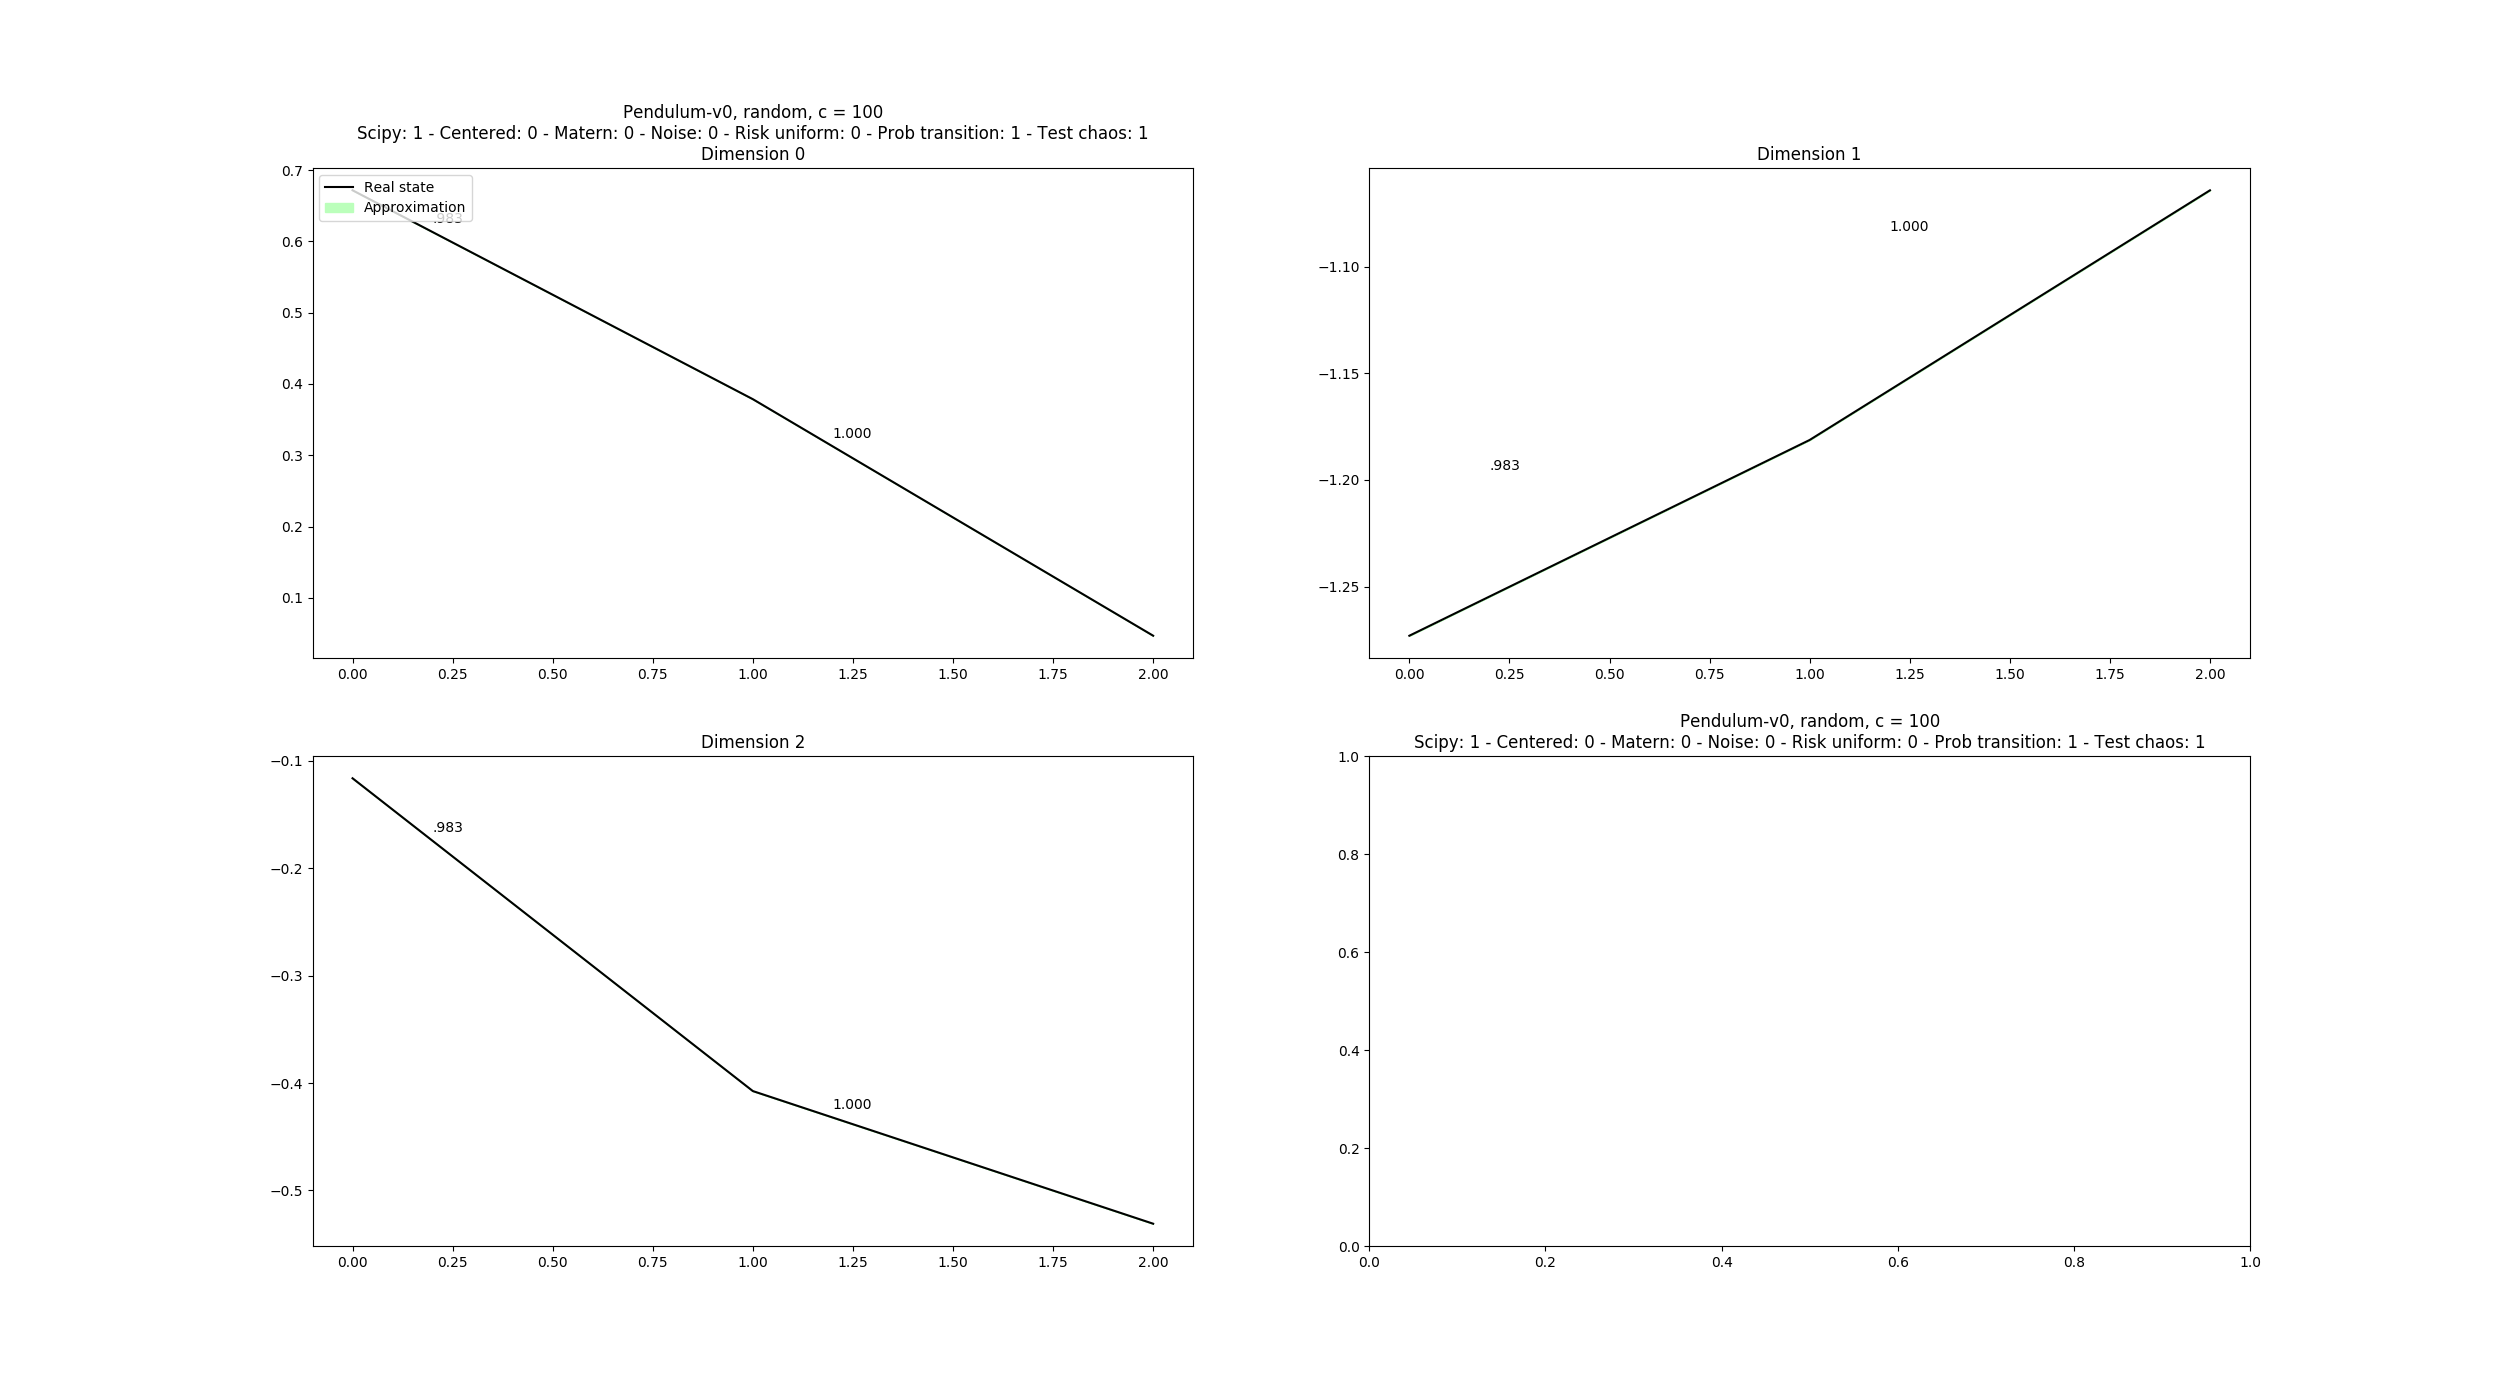 Pendulum-v0, random, c = 100
Scipy: 1 - Centered: 0 - Matern: 0 - Noise: 0 - Risk uniform: 0 - Prob transition: 1 - Test chaos: 1
Dimension 0
Real state
Approximation
.983
1.000
0.7
0.6
0.5
0.4
0.3
0.2
0.1
0.00 0.25 0.50 0.75 1.00 1.25 1.50 1.75 2.00
Dimension 1
1.000
.983
−1.10
−1.15
−1.20
−1.25
0.00 0.25 0.50 0.75 1.00 1.25 1.50 1.75 2.00
Dimension 2
.983
1.000
−0.1
−0.2
−0.3
−0.4
−0.5
0.00 0.25 0.50 0.75 1.00 1.25 1.50 1.75 2.00
Pendulum-v0, random, c = 100
Scipy: 1 - Centered: 0 - Matern: 0 - Noise: 0 - Risk uniform: 0 - Prob transition: 1 - Test chaos: 1
1.0
0.8
0.6
0.4
0.2
0.0
0.0 0.2 0.4 0.6 0.8 1.0